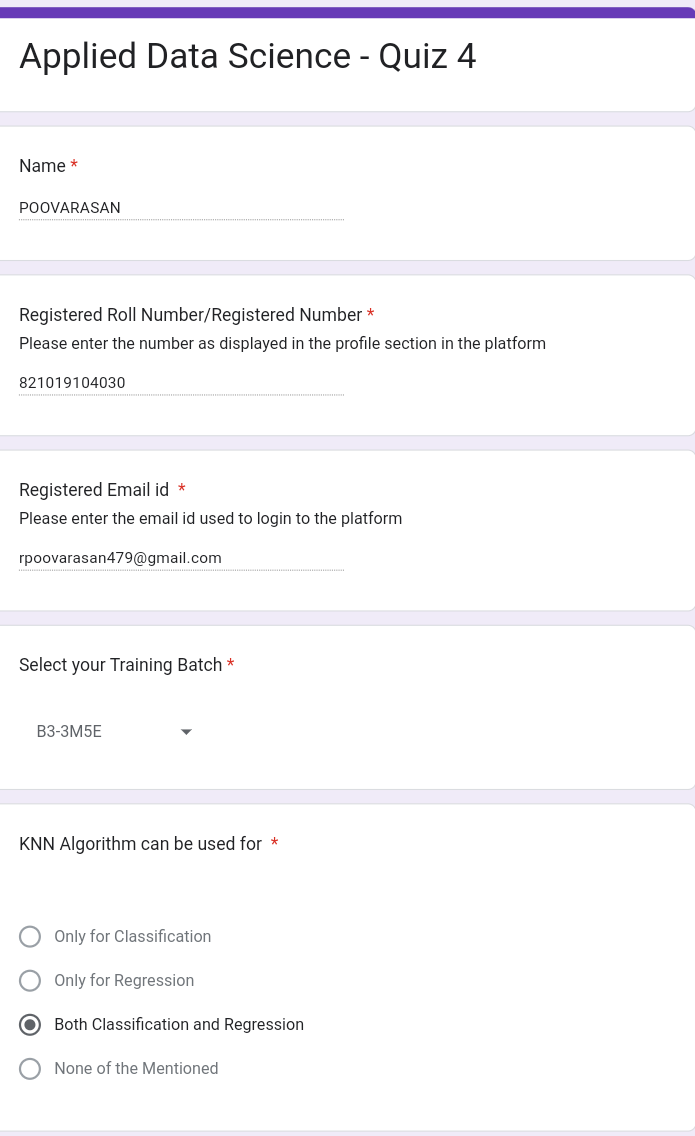 Applied Data Science - Quiz 4
Name *
POOVARASAN
Registered Roll Number/Registered Number *
Please enter the number as displayed in the profile section in the platform
821019104030
Registered Email id *
Please enter the email id used to login to the platform
rpoovarasan479@gmail.com
Select your Training Batch *
B3-3M5E
KNN Algorithm can be used for *
Only for Classification
Only for Regression
Both Classification and Regression
None of the Mentioned